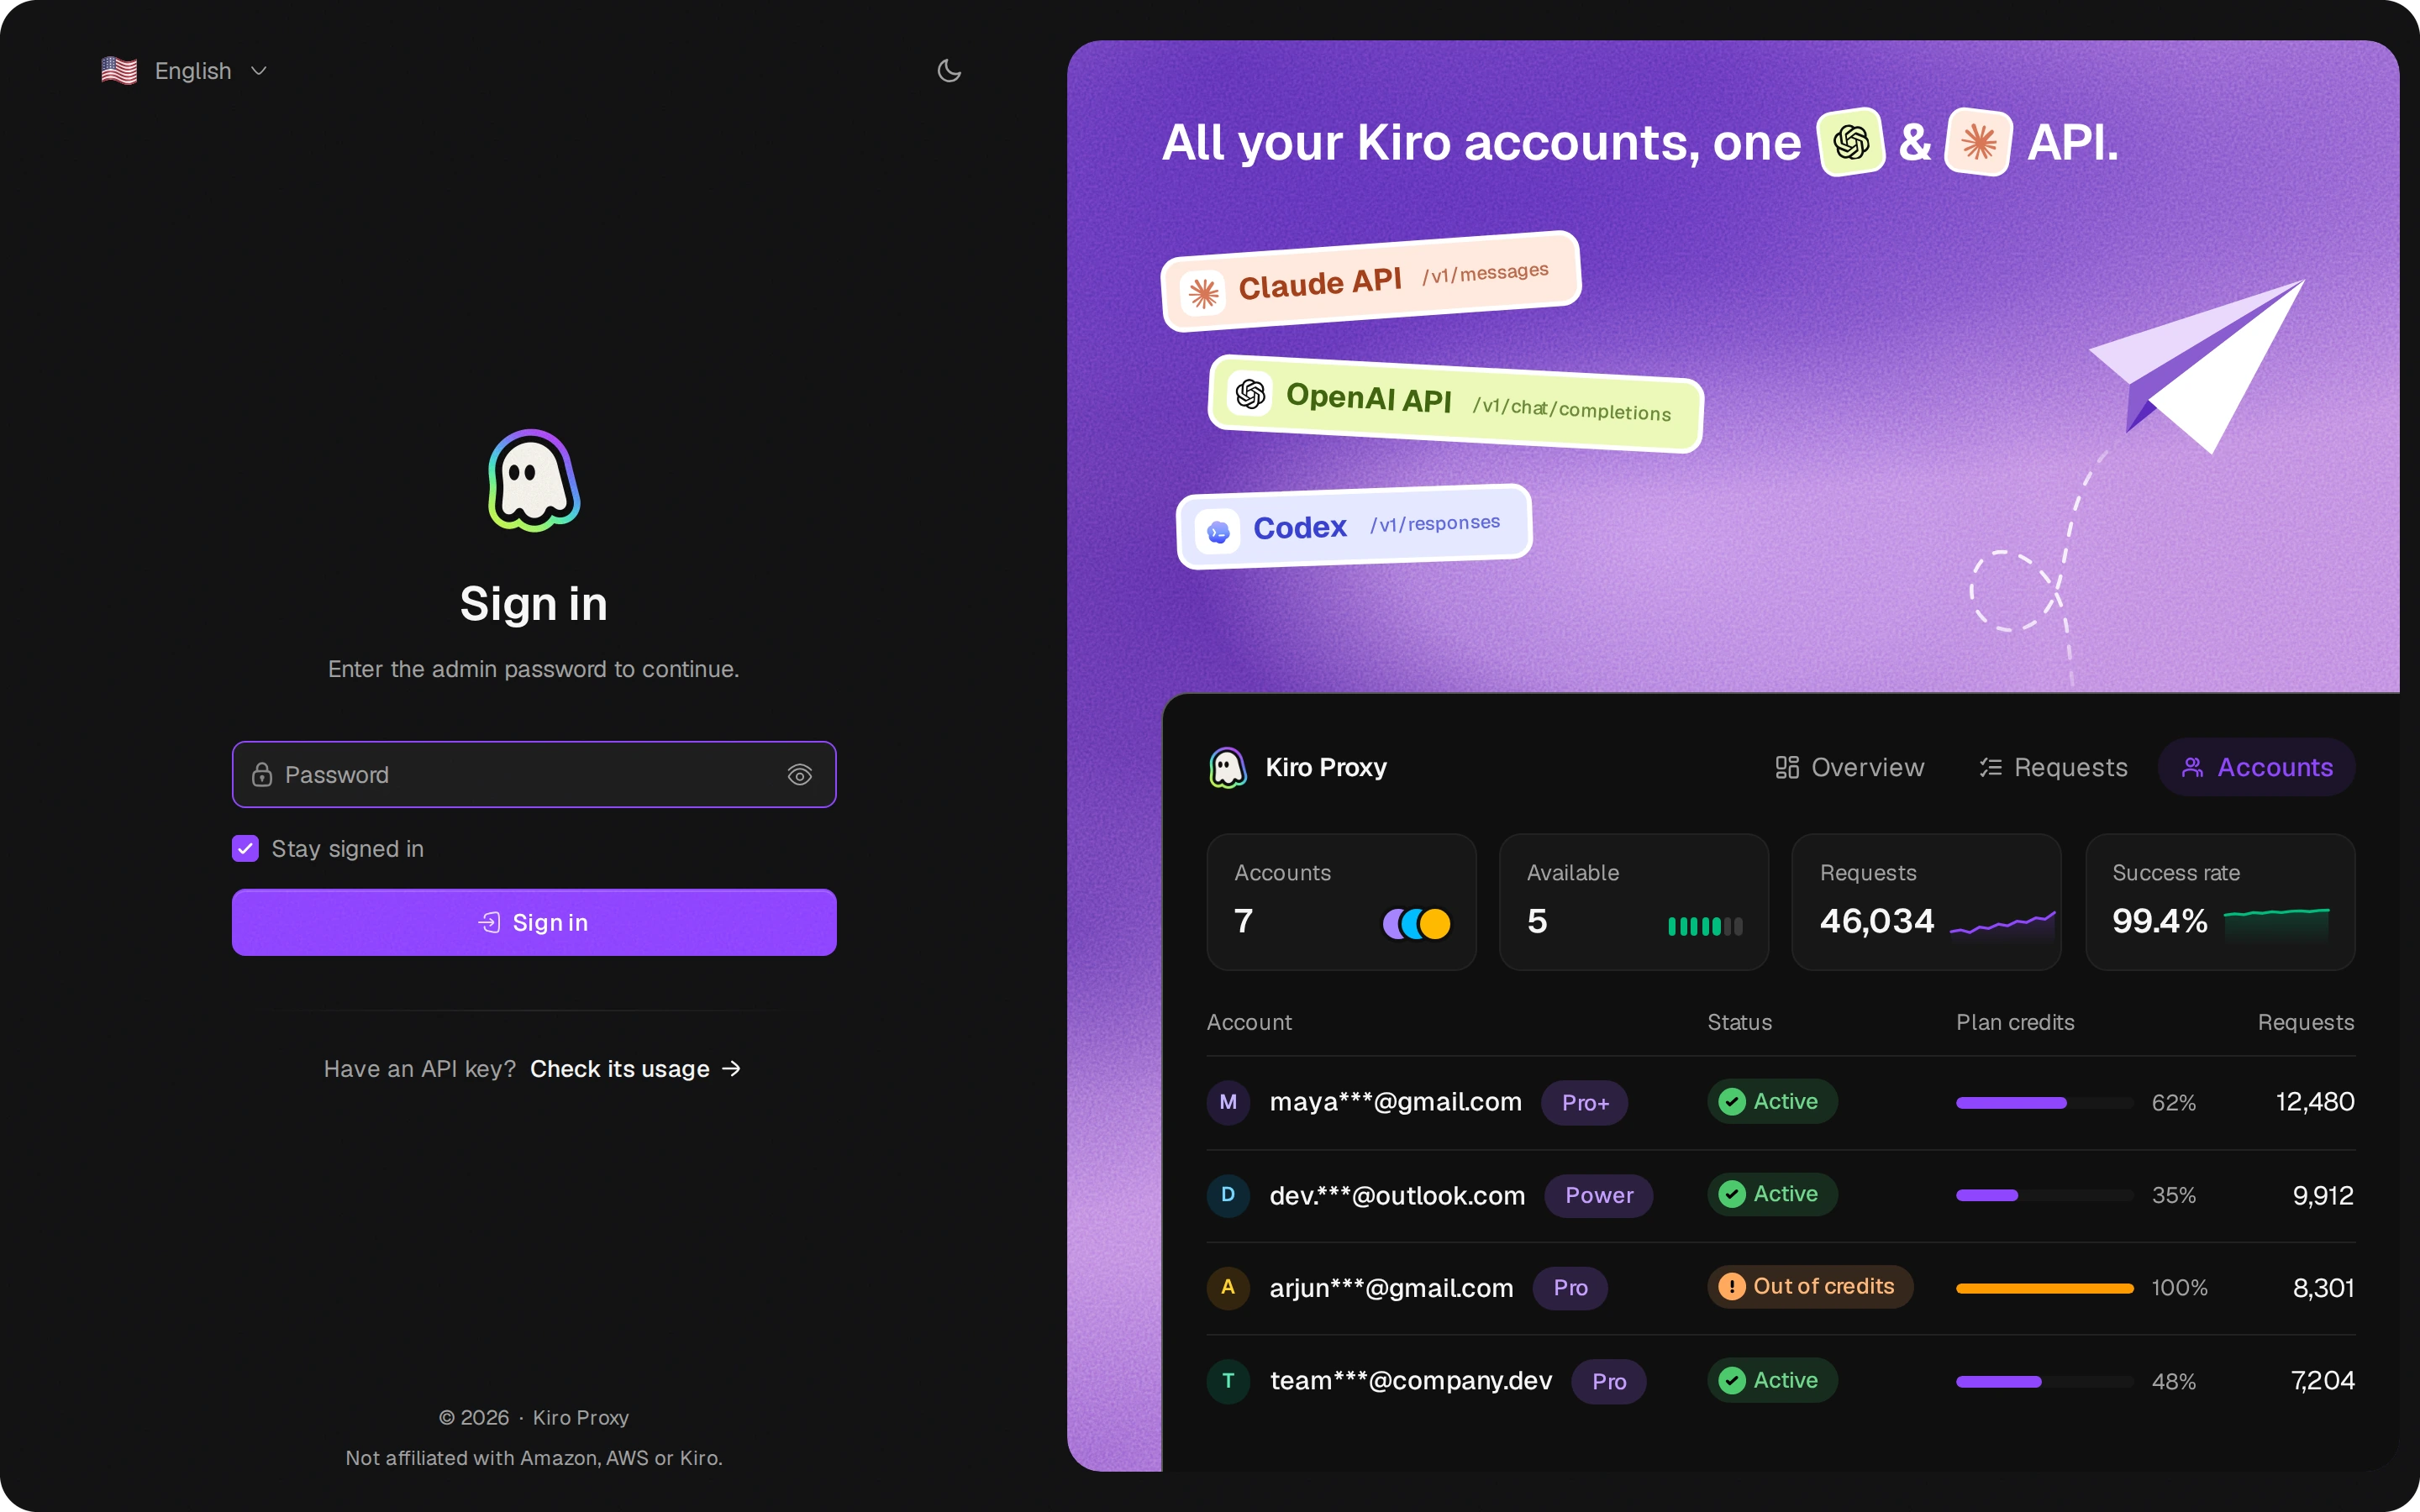 English
Sign in
Enter the admin password to continue.
Password
Stay signed in
Sign in
Have an API key? Check its usage →
© 2026 · Kiro Proxy
Not affiliated with Amazon, AWS or Kiro.
All your Kiro accounts, one & API.
Claude API /v1/messages
OpenAI API /v1/chat/completions
Codex /v1/responses
Kiro Proxy Overview Requests Accounts
Accounts Available Requests Success rate
7 5 46,034 99.4%
Account Status Plan credits Requests
M maya***@gmail.com Pro+ Active 62% 12,480
D dev.***@outlook.com Power Active 35% 9,912
A arjun***@gmail.com Pro Out of credits 100% 8,301
T team***@company.dev Pro Active 48% 7,204